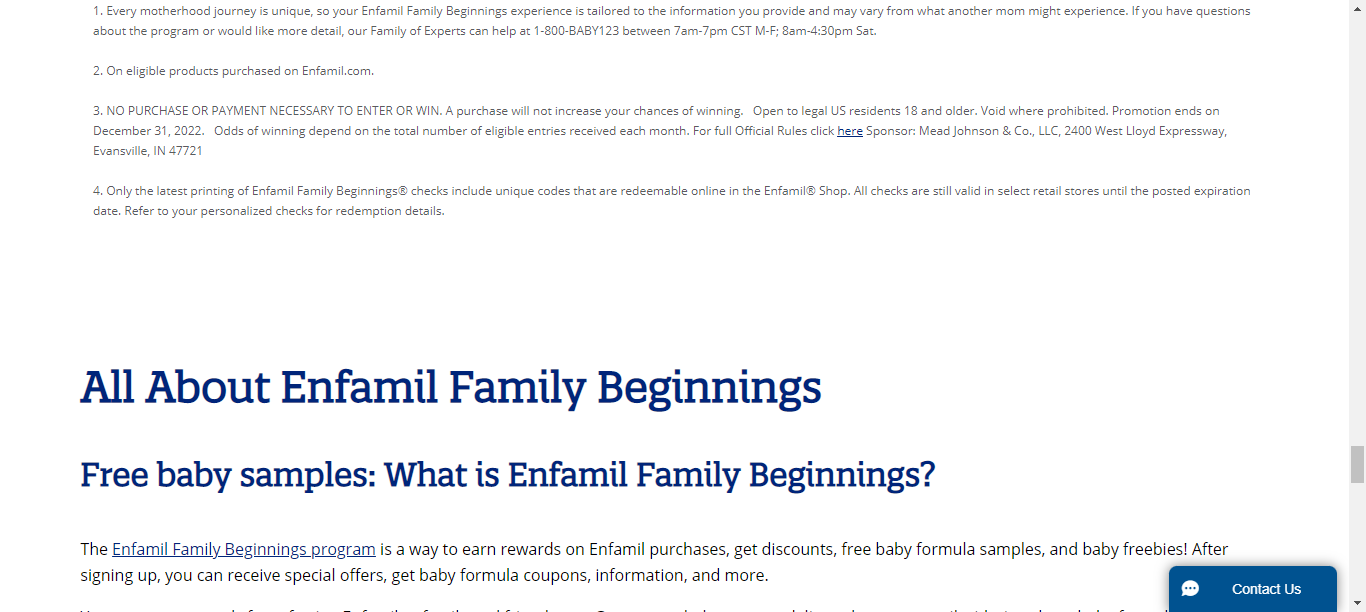 1. Every motherhood journey is unique, so your Enfamil Family Beginnings experience is tailored to the information you provide and may vary from what another mom might experience. If you have questions
about the program or would like more detail, our Family of Experts can help at 1-800-BABY123 between 7am-7pm CST M-F; 8am-4:30pm Sat.
2. On eligible products purchased on Enfamil.com.
3. NO PURCHASE OR PAYMENT NECESSARY TO ENTER OR WIN. A purchase will not increase your chances of winning.   Open to legal US residents 18 and older. Void where prohibited. Promotion ends on
December 31, 2022.   Odds of winning depend on the total number of eligible entries received each month. For full Official Rules click here Sponsor: Mead Johnson & Co., LLC, 2400 West Lloyd Expressway,
Evansville, IN 47721
4. Only the latest printing of Enfamil Family Beginnings® checks include unique codes that are redeemable online in the Enfamil® Shop. All checks are still valid in select retail stores until the posted expiration
date. Refer to your personalized checks for redemption details.
All About Enfamil Family Beginnings
Free baby samples: What is Enfamil Family Beginnings?
The Enfamil Family Beginnings program is a way to earn rewards on Enfamil purchases, get discounts, free baby formula samples, and baby freebies! After
signing up, you can receive special offers, get baby formula coupons, information, and more.
Contact Us